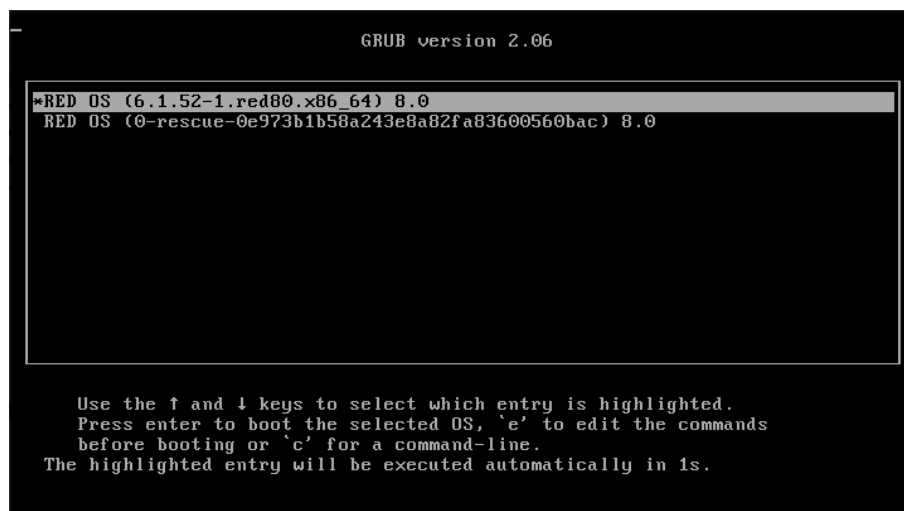 GRUB version 2.06
*RED OS (6.1.52-1.red80.x86_64) 8.0
RED OS (0-rescue-0e973b1b58a243e8a82fa83600560bac) 8.0
Use the ↑ and ↓ keys to select which entry is highlighted.
Press enter to boot the selected OS, `e' to edit the commands
before booting or `c' for a command-line.
The highlighted entry will be executed automatically in 1s.